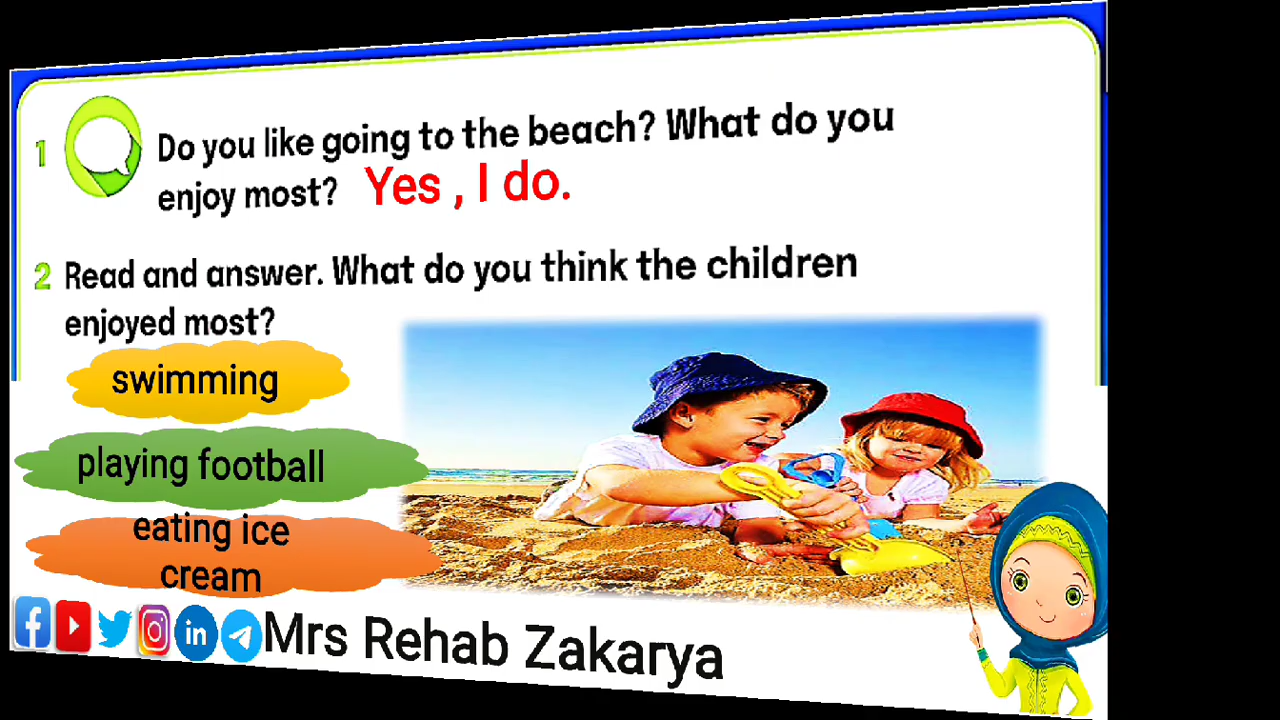 1 Do you like going to the beach? What do you
enjoy most? Yes , I do.
2 Read and answer. What do you think the children
enjoyed most?
swimming
playing football
eating ice
cream
Mrs Rehab Zakarya